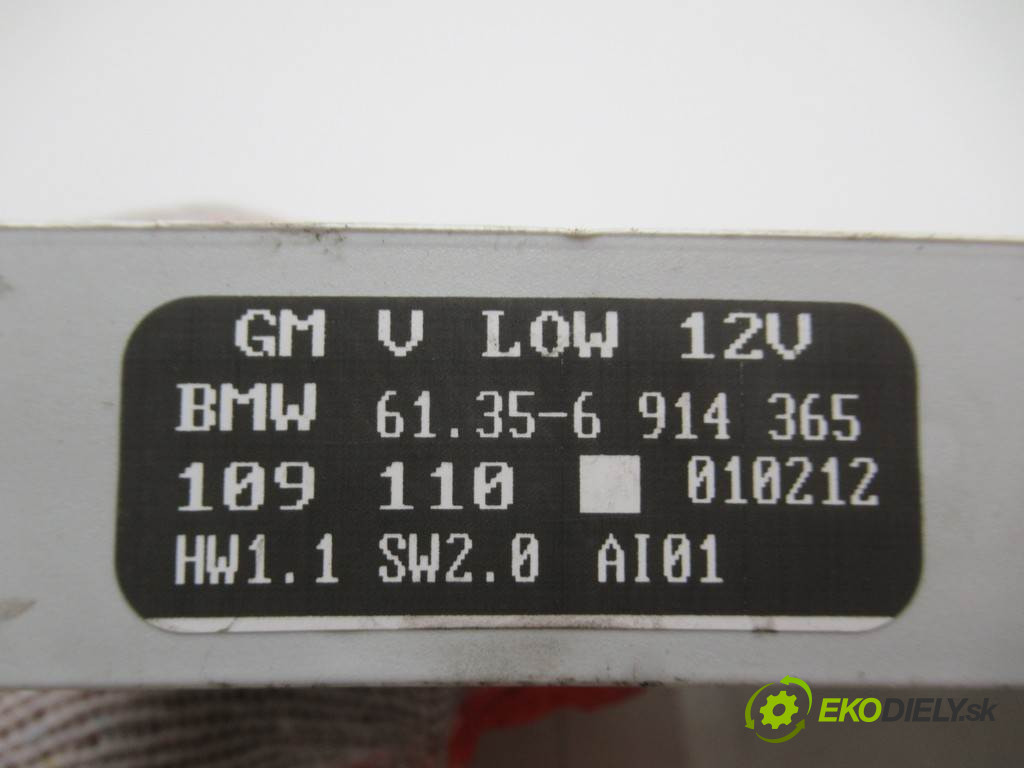 GM V LOW 12V
BMW 61.35-6 914 365
109 110 010212
HW1.1 SW2.0 AI01
EKODIELY.sk